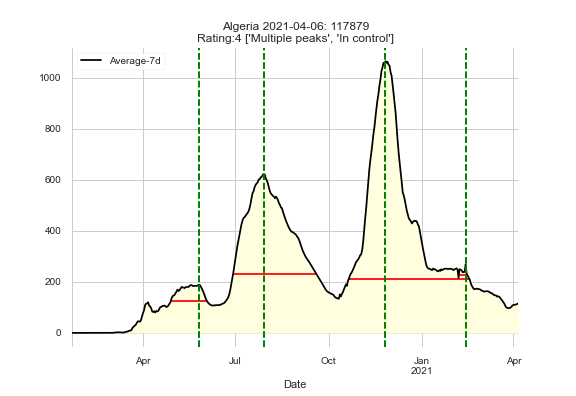 Algeria 2021-04-06: 117879
Rating:4 ['Multiple peaks', 'In control']
Average-7d
1000
800
600
400
200
0
Apr Jul Oct Jan Apr
2021
Date